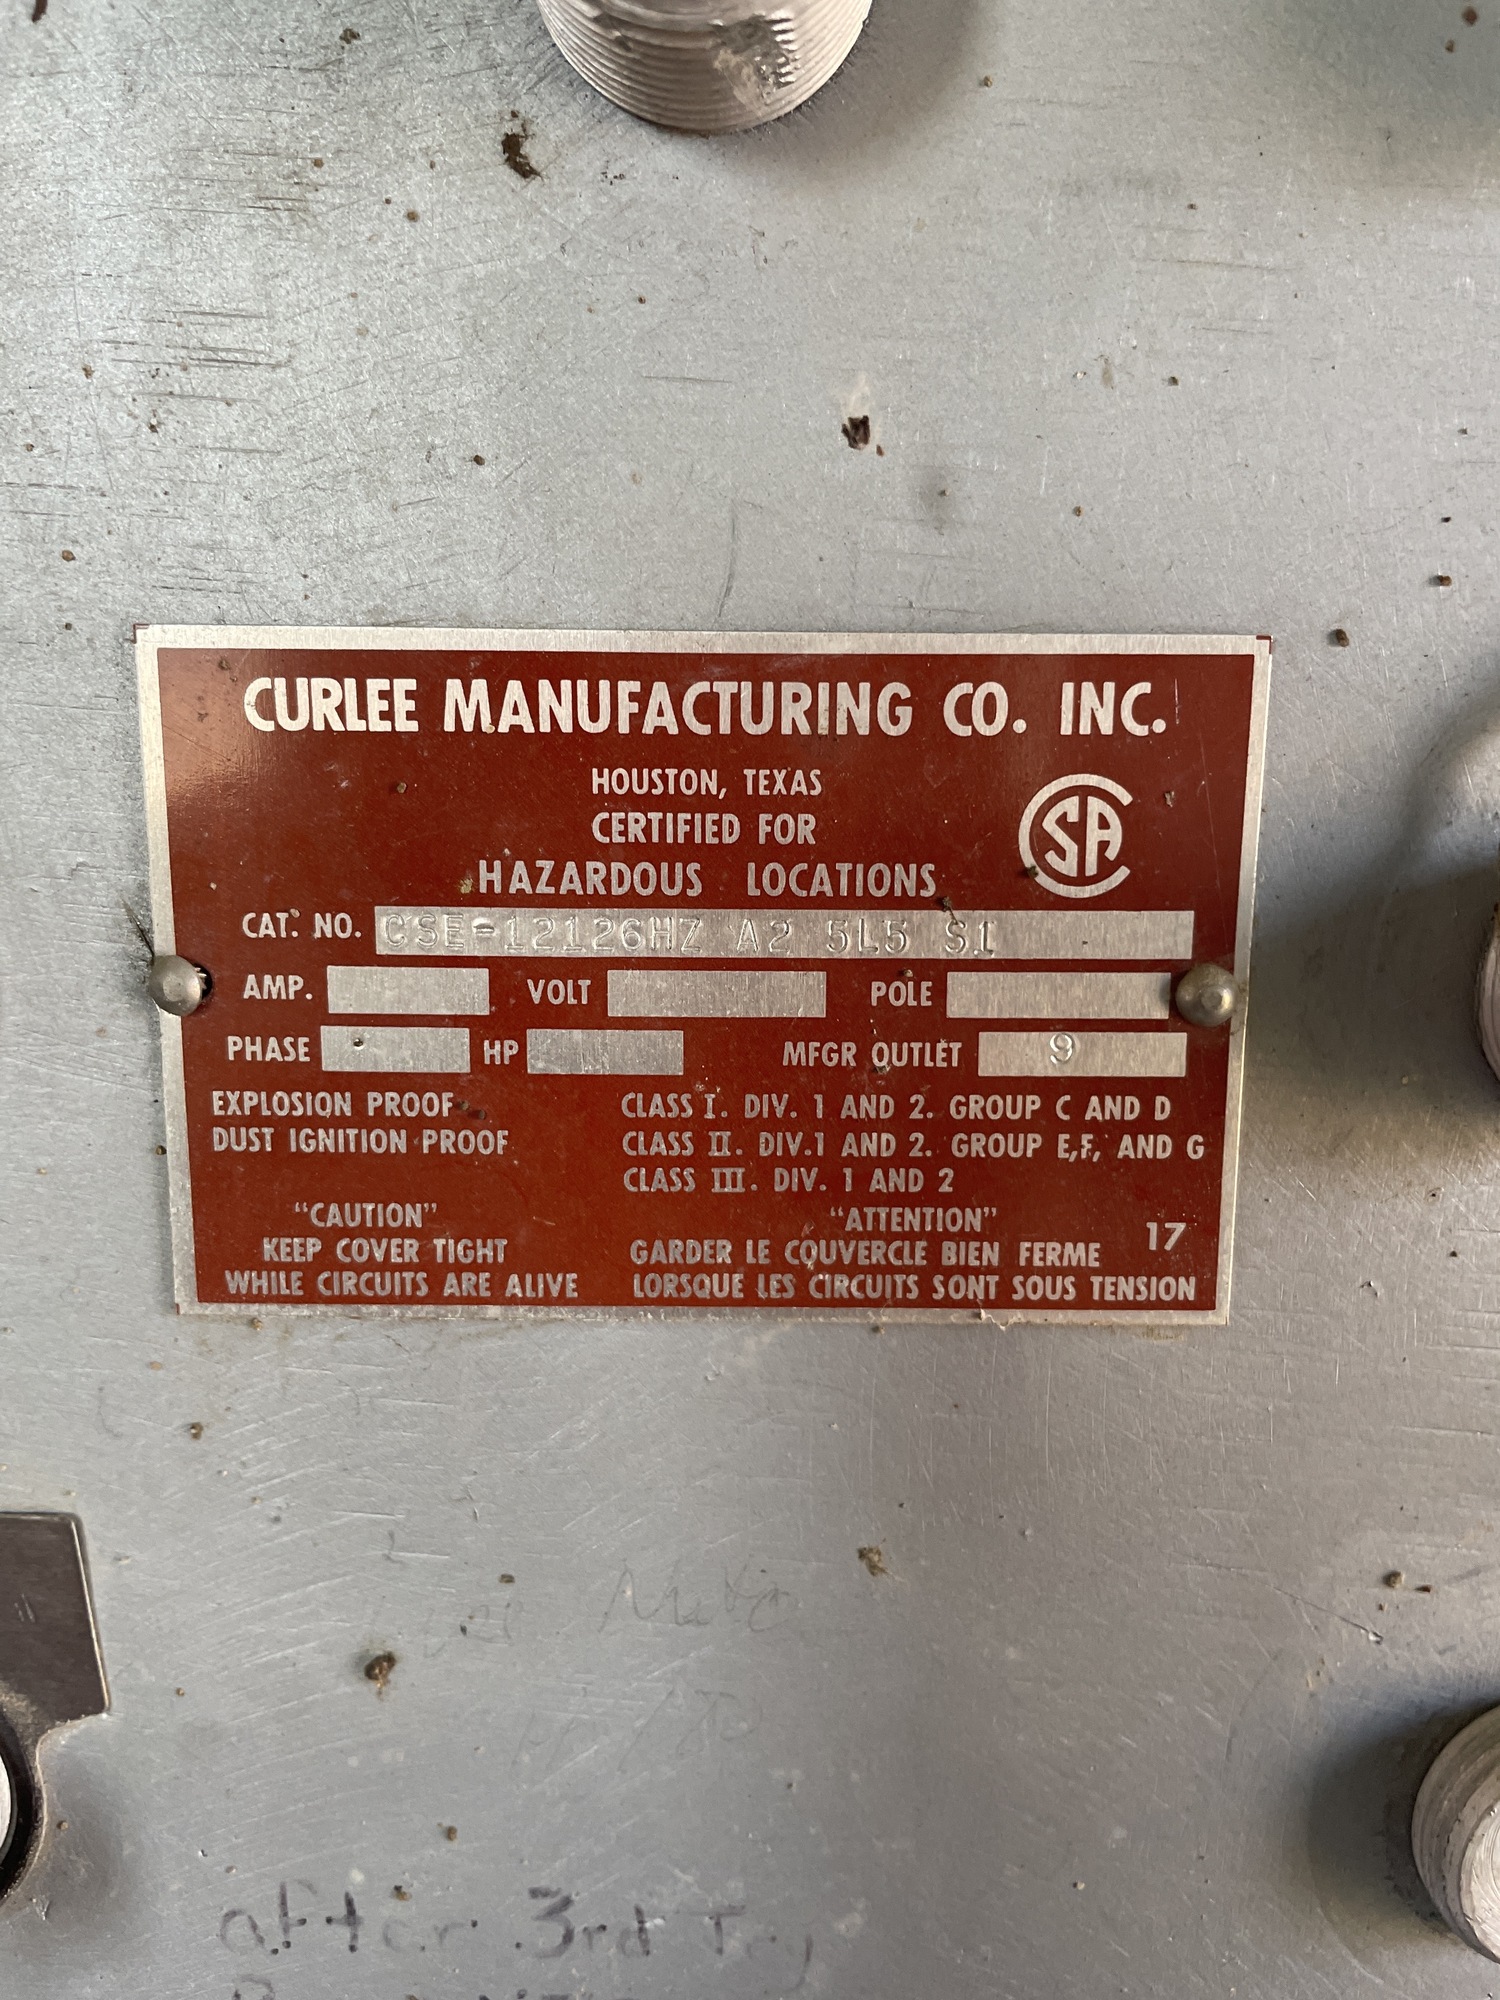 CURLEE MANUFACTURING CO. INC.
HOUSTON, TEXAS
CERTIFIED FOR
HAZARDOUS LOCATIONS
CSA
CAT. NO. CSE-12126HZ A2 5L5 S1
AMP. VOLT POLE
PHASE HP MFGR OUTLET 9
EXPLOSION PROOF CLASS I. DIV. 1 AND 2. GROUP C AND D
DUST IGNITION PROOF CLASS II. DIV.1 AND 2. GROUP E,F, AND G
CLASS III. DIV. 1 AND 2
"CAUTION" "ATTENTION"
KEEP COVER TIGHT GARDER LE COUVERCLE BIEN FERME 17
WHILE CIRCUITS ARE ALIVE LORSQUE LES CIRCUITS SONT SOUS TENSION
after 3rd